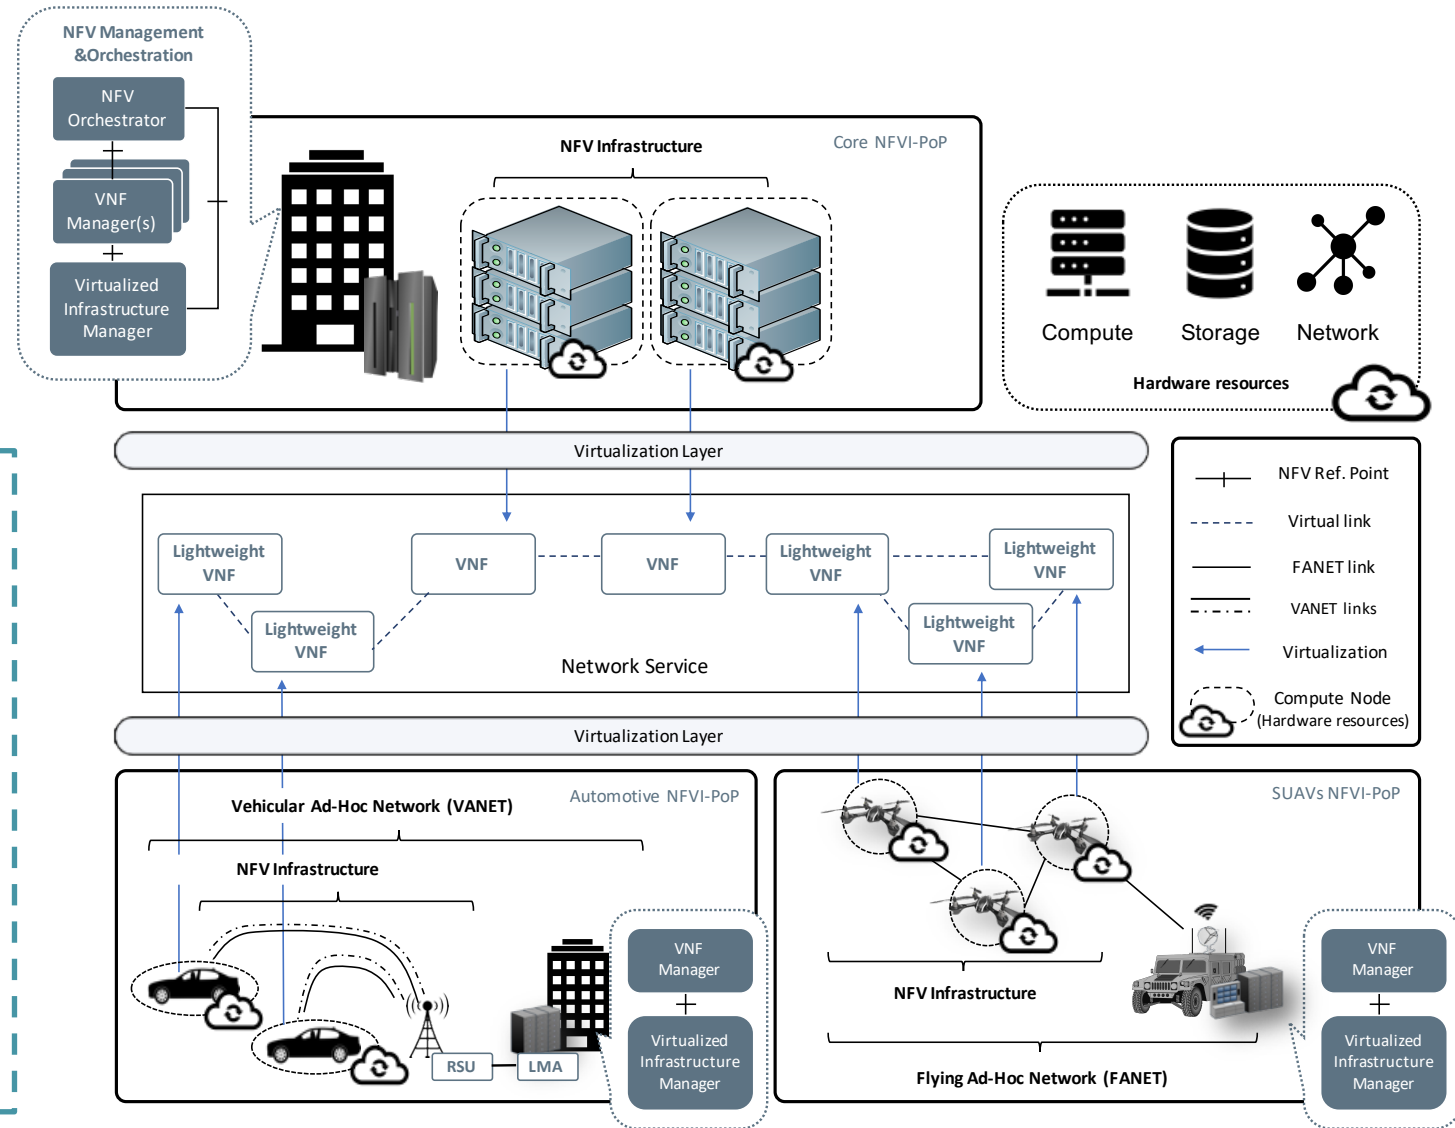 NFV Management
&Orchestration
NFV
Orchestrator
VNF
Manager(s)
Virtualized
Infrastructure
Manager
NFV Infrastructure
Core NFVI-PoP
Compute
Storage
Network
Hardware resources
Virtualization Layer
NFV Ref. Point
Virtual link
FANET link
VANET links
Virtualization
Compute Node
(Hardware resources)
Lightweight
VNF
Lightweight
VNF
VNF
VNF
Lightweight
VNF
Lightweight
VNF
Lightweight
VNF
Network Service
Virtualization Layer
Automotive NFVI-PoP
Vehicular Ad-Hoc Network (VANET)
NFV Infrastructure
RSU
LMA
VNF
Manager
Virtualized
Infrastructure
Manager
SUAVs NFVI-PoP
NFV Infrastructure
Flying Ad-Hoc Network (FANET)
VNF
Manager
Virtualized
Infrastructure
Manager